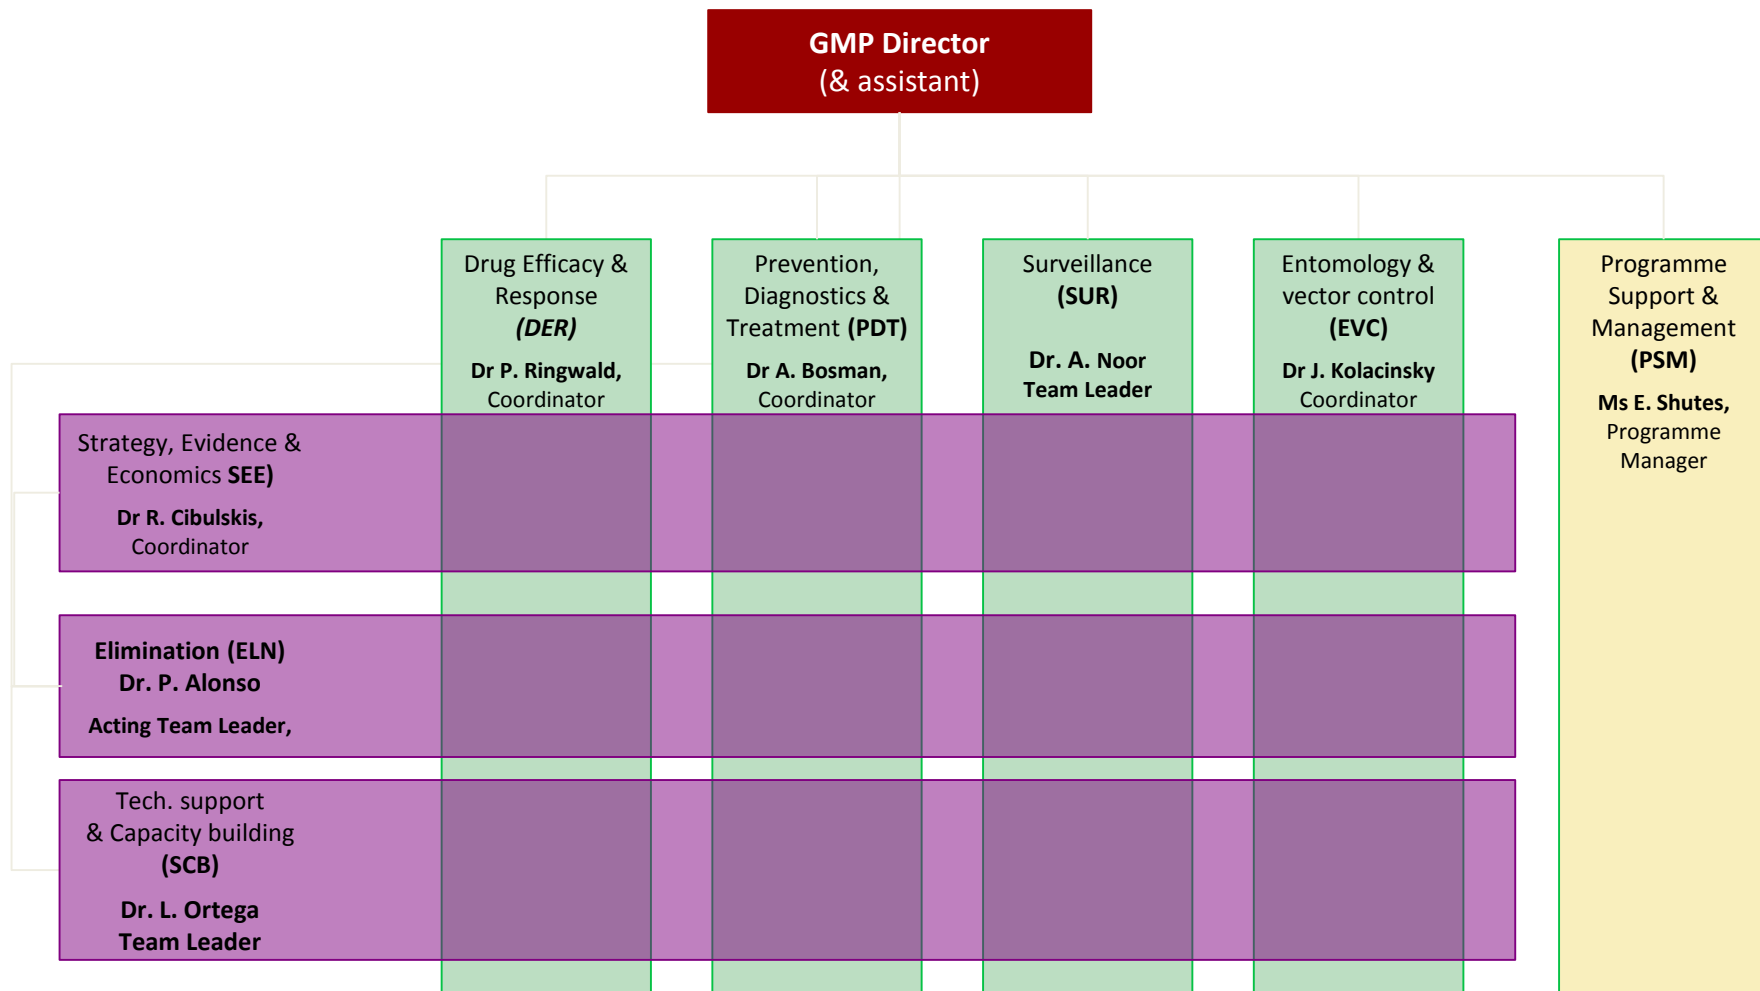 GMP Director
(& assistant)
Drug Efficacy &
Response
(DER)
Dr P. Ringwald,
Coordinator
Prevention,
Diagnostics &
Treatment (PDT)
Dr A. Bosman,
Coordinator
Surveillance
(SUR)
Dr. A. Noor
Team Leader
Entomology &
vector control
(EVC)
Dr J. Kolacinsky
Coordinator
Programme
Support &
Management
(PSM)
Ms E. Shutes,
Programme
Manager
Strategy, Evidence &
Economics SEE)
Dr R. Cibulskis,
Coordinator
Elimination (ELN)
Dr. P. Alonso
Acting Team Leader,
Tech. support
& Capacity building
(SCB)
Dr. L. Ortega
Team Leader